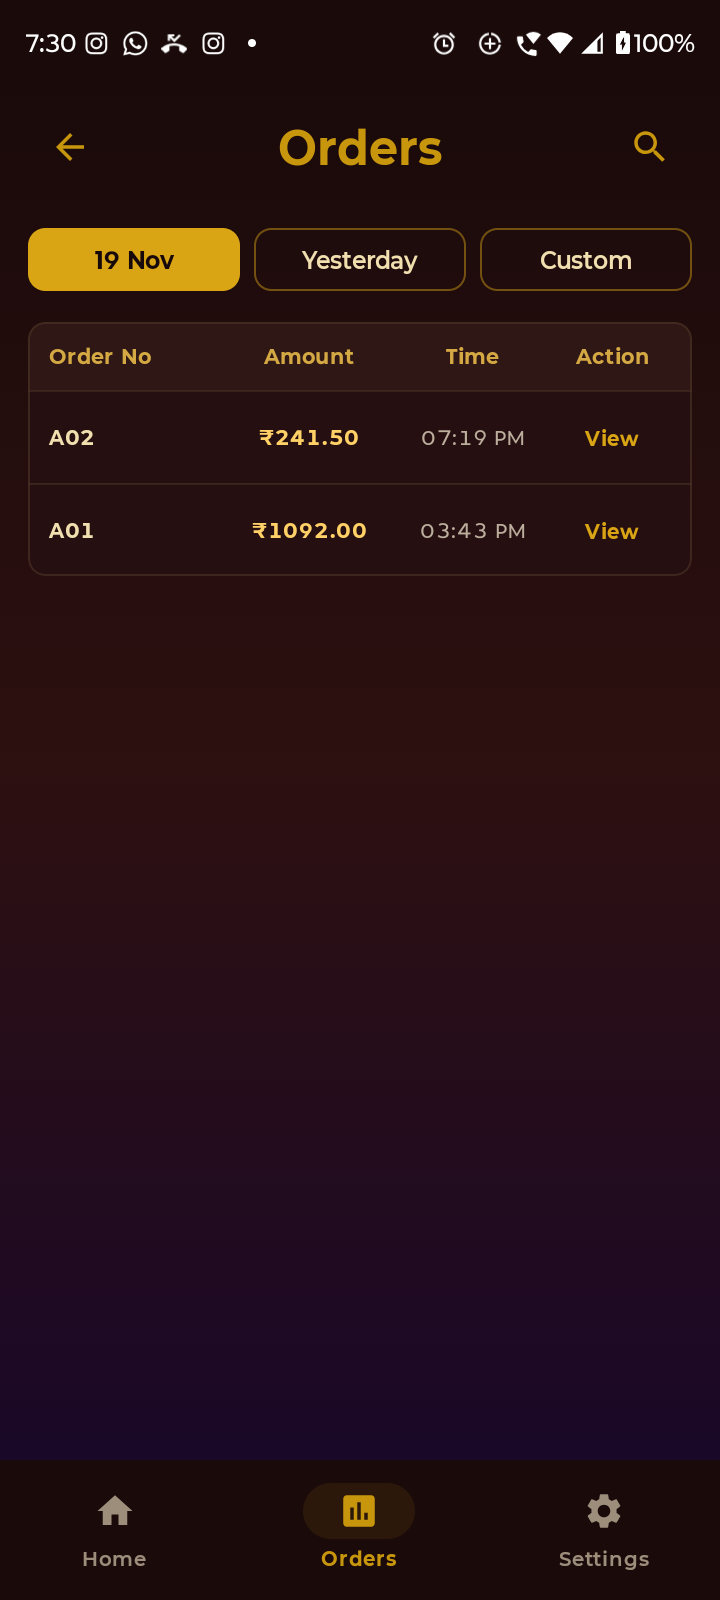 7:30 100%
Orders
19 Nov Yesterday Custom
Order No Amount Time Action
A02 ₹241.50 07:19 PM View
A01 ₹1092.00 03:43 PM View
Home Orders Settings